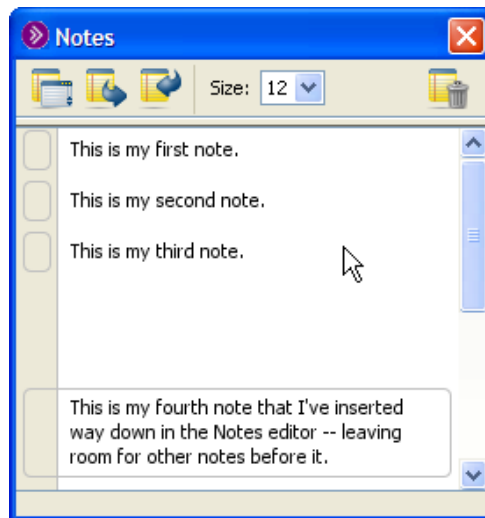 Notes
Size: 12
This is my first note.
This is my second note.
This is my third note.
This is my fourth note that I've inserted
way down in the Notes editor -- leaving
room for other notes before it.